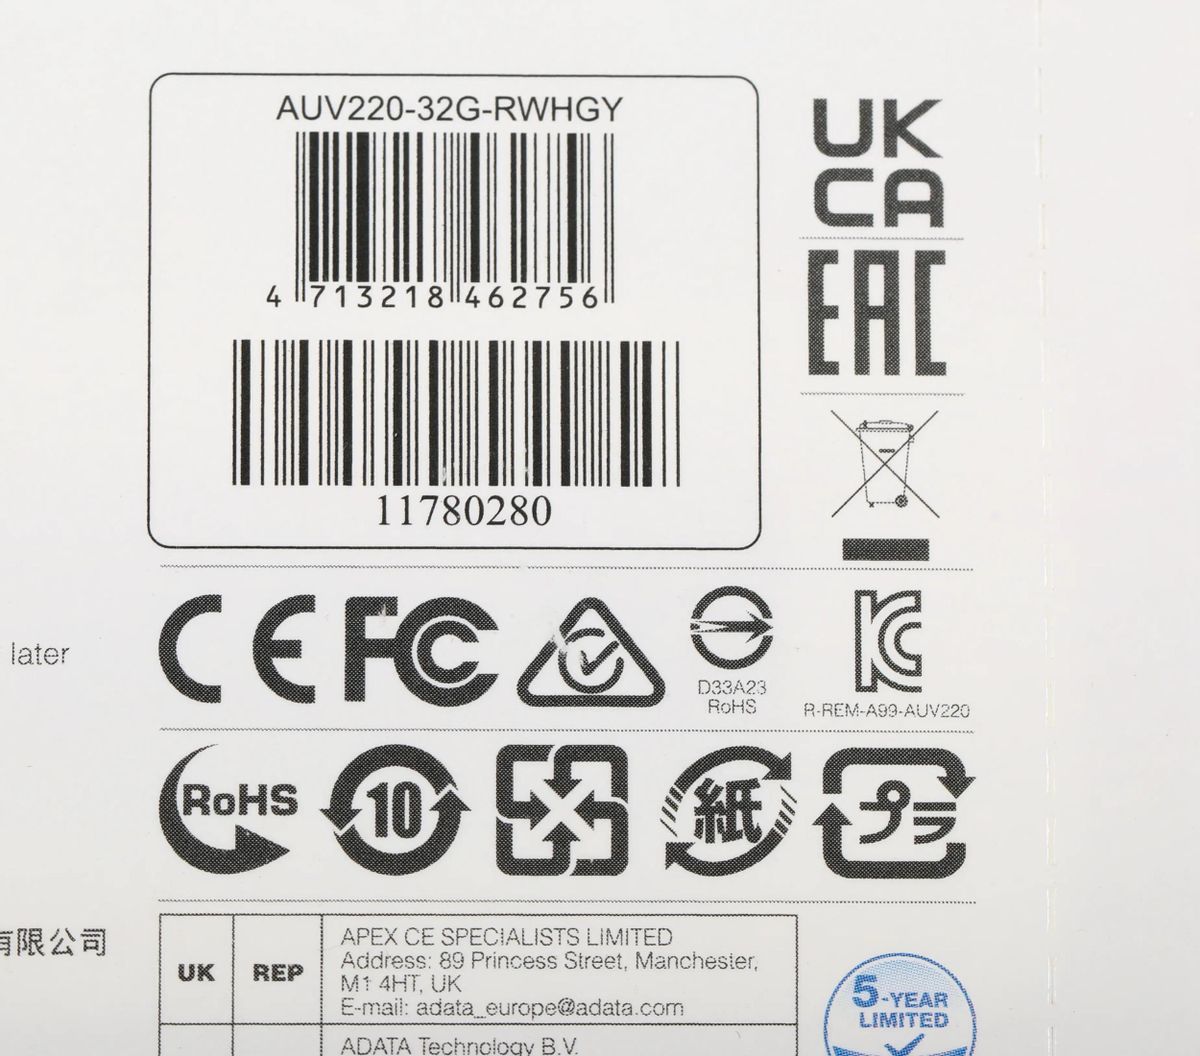 AUV220-32G-RWHGY
4 713218 462756
11780280
UK
CA
EAC
CE FC
D33A23
RoHS
R-REM-A99-AUV220
later
RoHS
10
紙
プラ
有限公司
UK REP
APEX CE SPECIALISTS LIMITED
Address: 89 Princess Street, Manchester,
M1 4HT, UK
E-mail: adata_europe@adata.com
ADATA Technology B.V.
5-YEAR
LIMITED